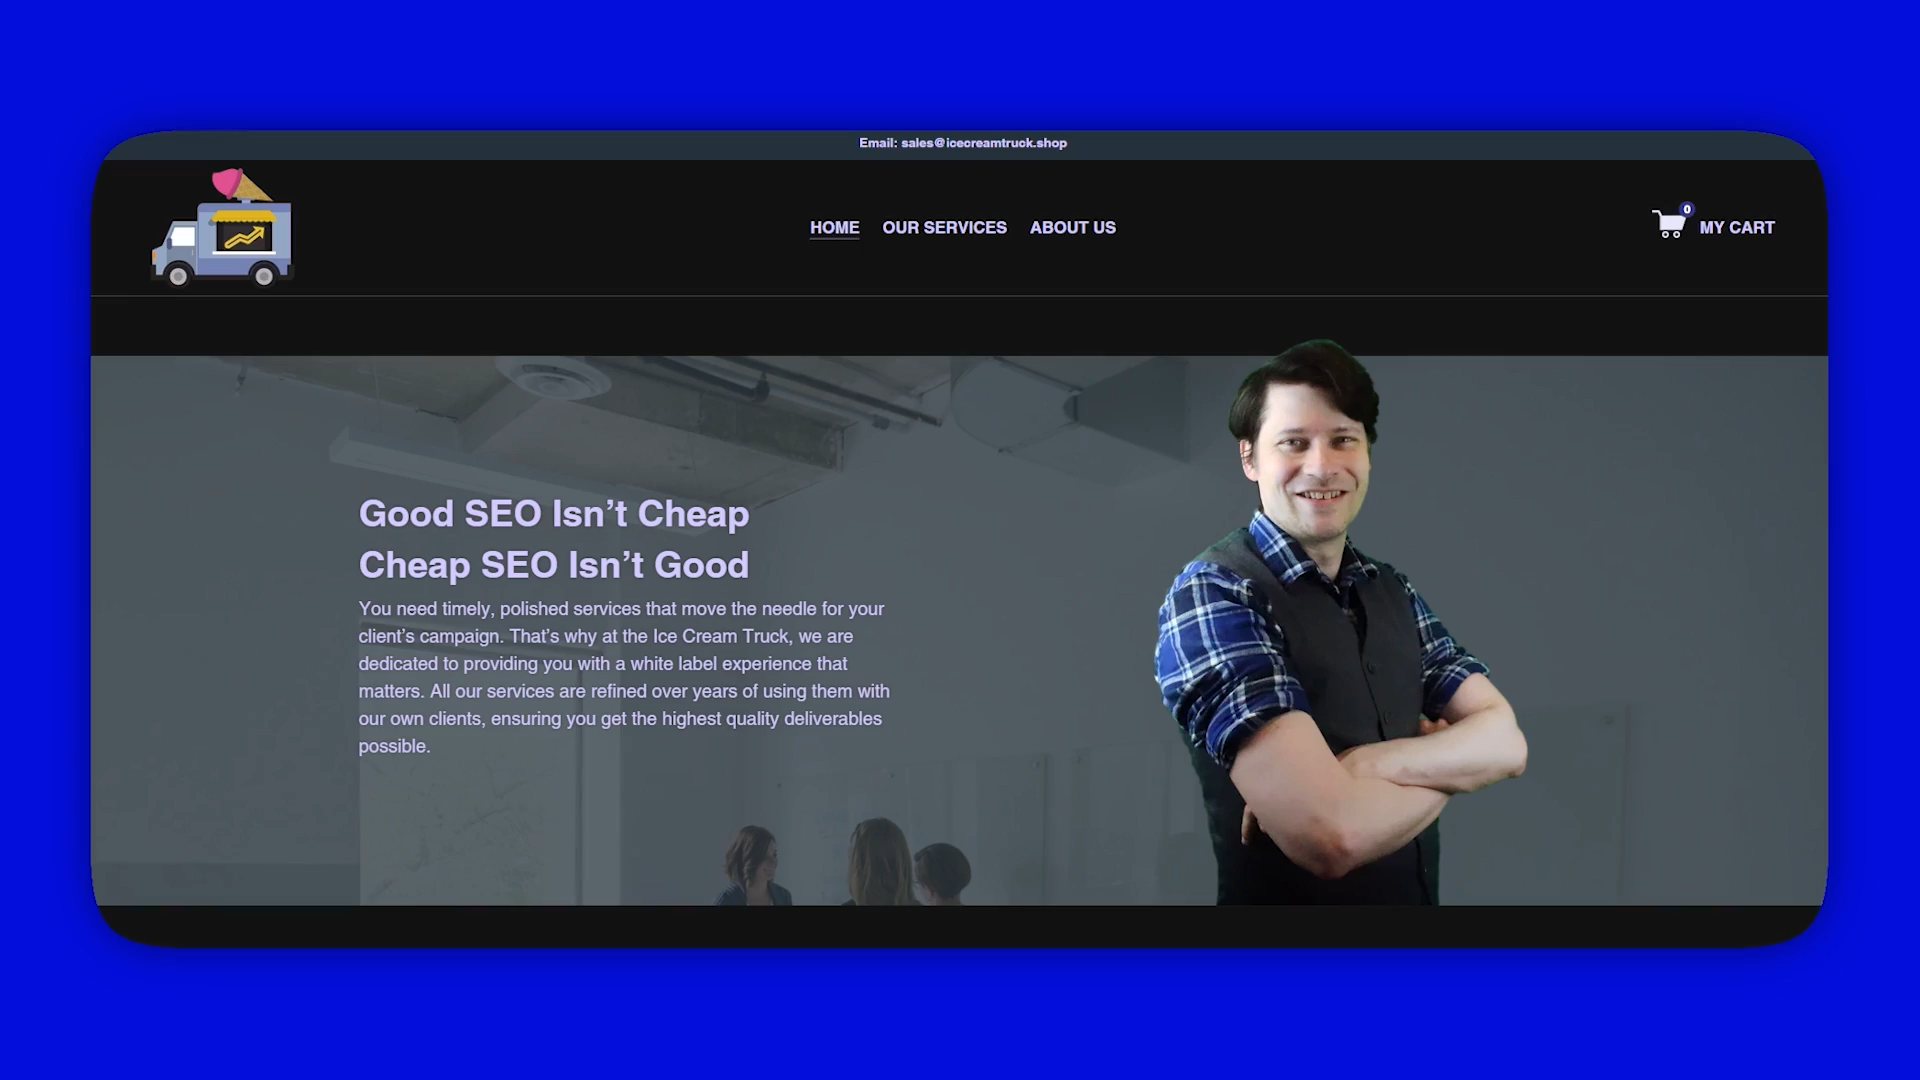 Email: sales@icecreamtruck.shop
HOME OUR SERVICES ABOUT US
0
MY CART
Good SEO Isn’t Cheap
Cheap SEO Isn’t Good
You need timely, polished services that move the needle for your
client’s campaign. That’s why at the Ice Cream Truck, we are
dedicated to providing you with a white label experience that
matters. All our services are refined over years of using them with
our own clients, ensuring you get the highest quality deliverables
possible.